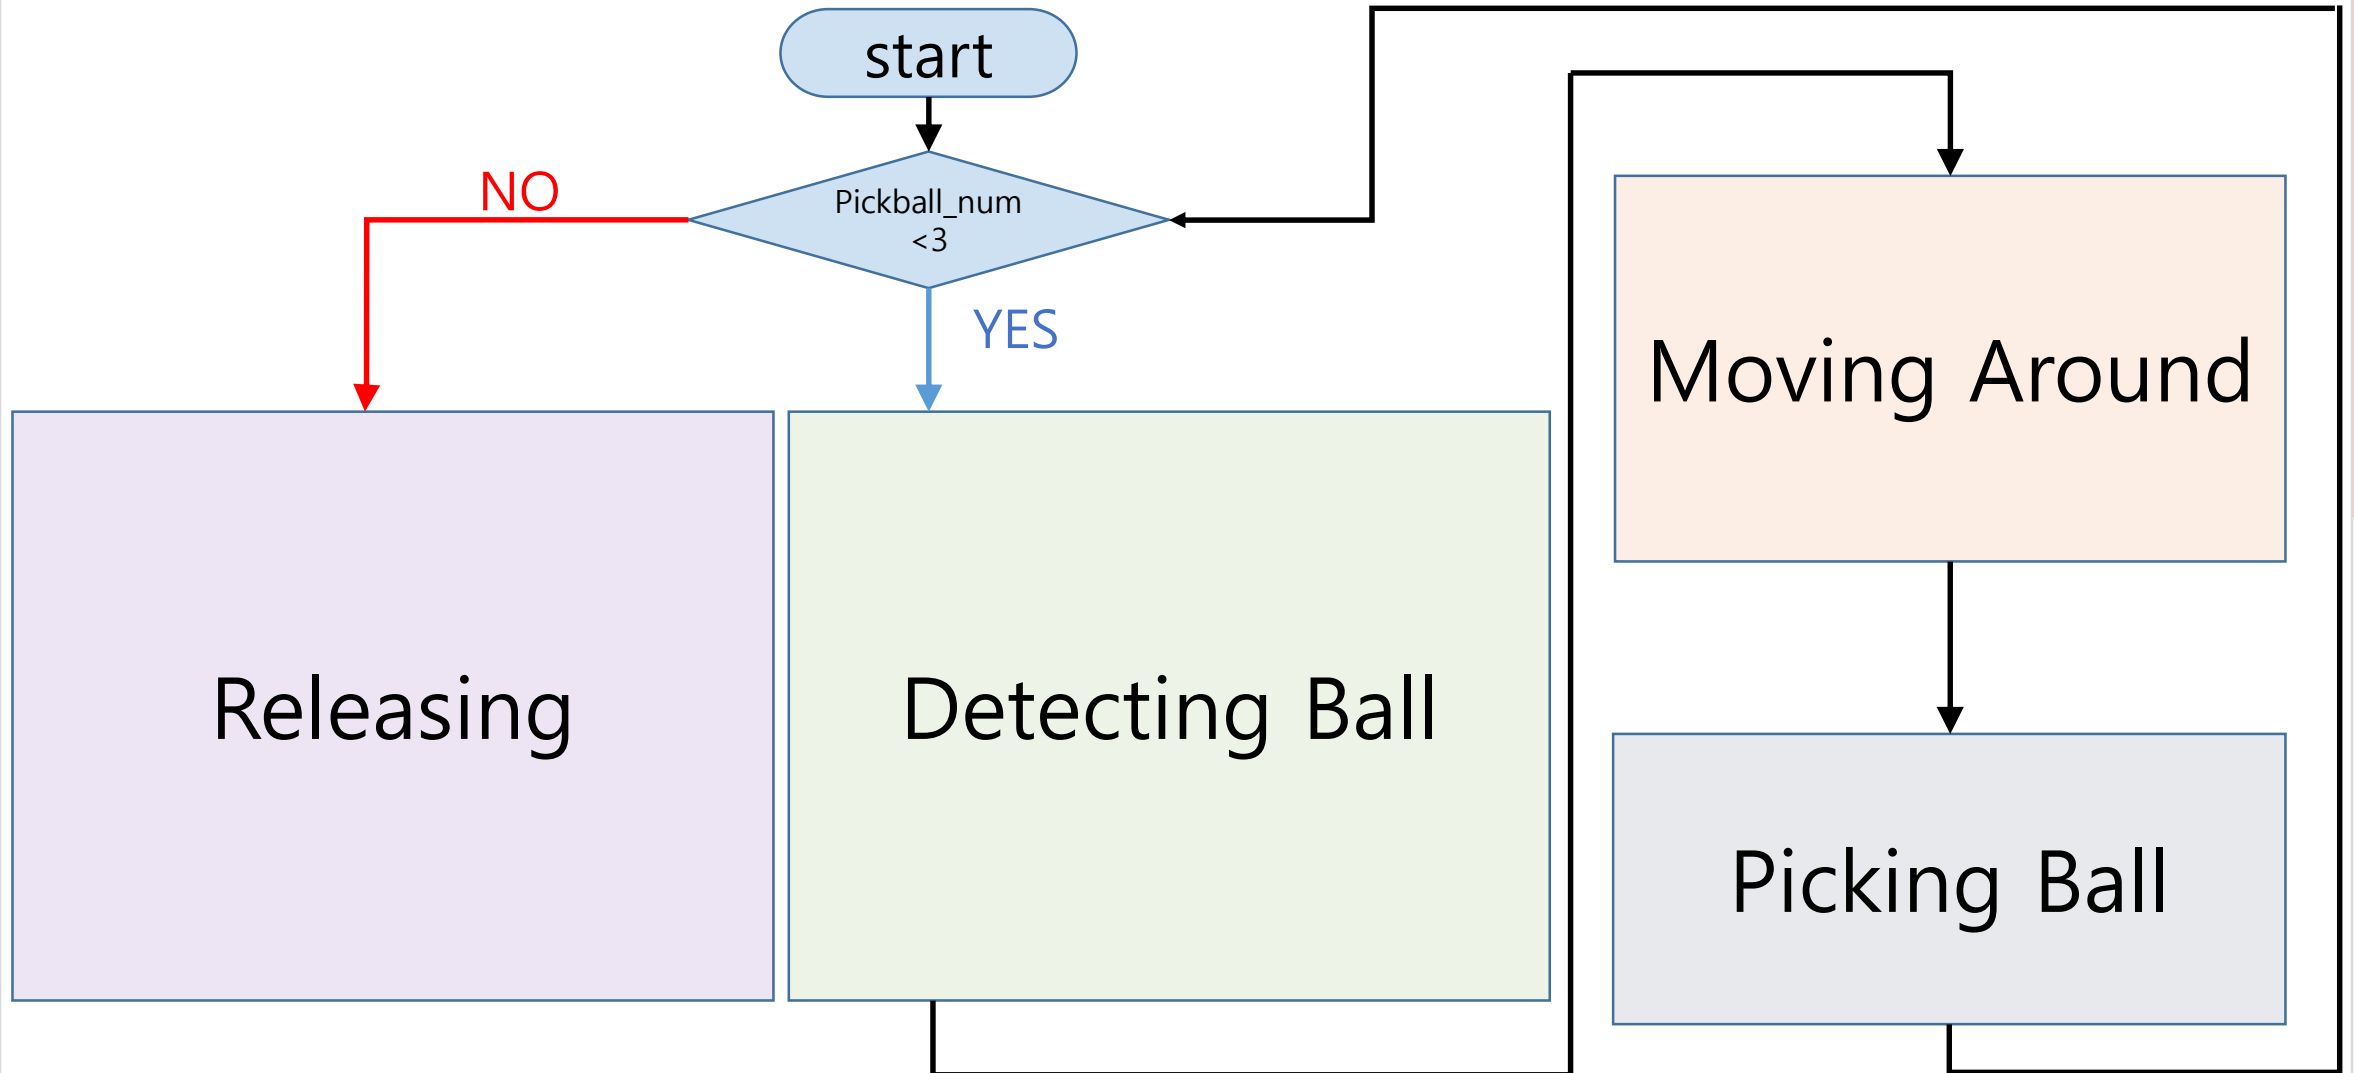 start
NO
Pickball_num
<3
YES
Moving Around
Releasing
Detecting Ball
Picking Ball